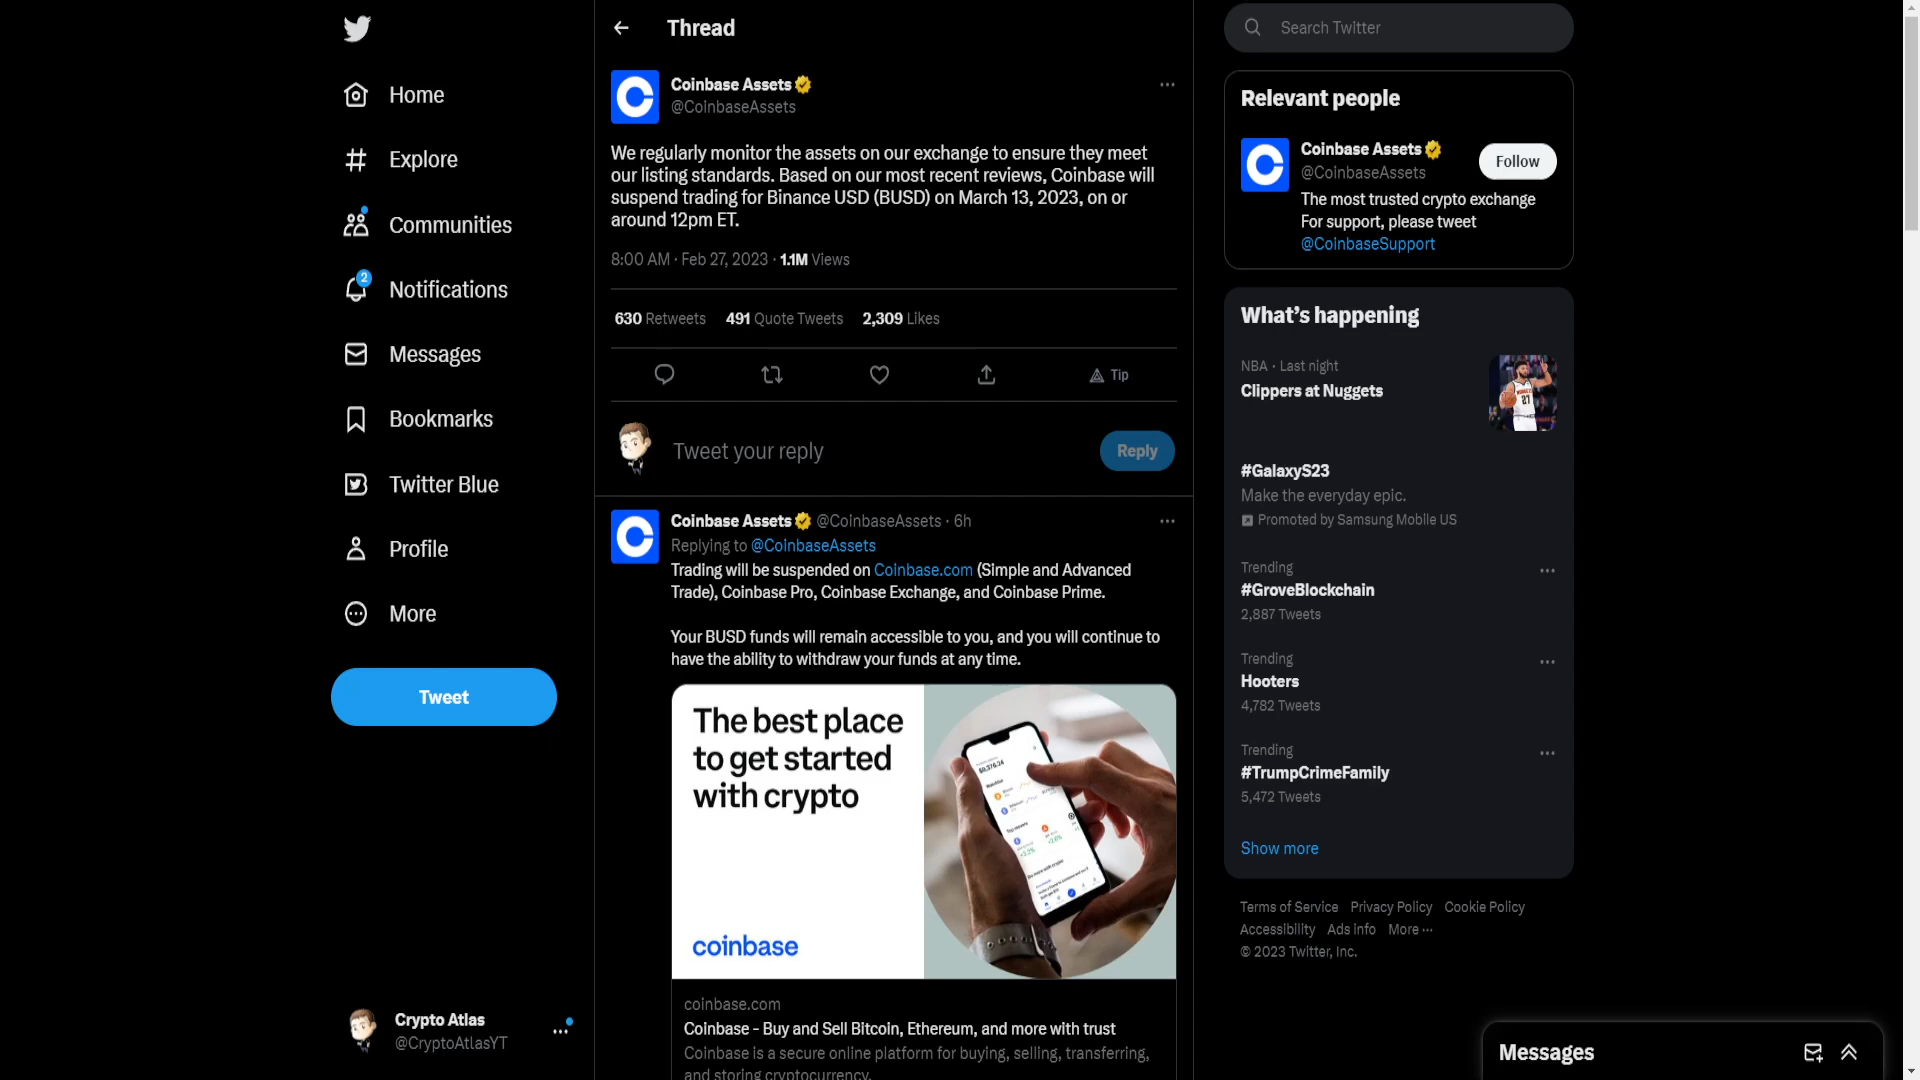 Home
Explore
Communities
2
Notifications
Messages
Bookmarks
Twitter Blue
Profile
More
Tweet
Crypto Atlas
@CryptoAtlasYT
Thread
Coinbase Assets
@CoinbaseAssets
We regularly monitor the assets on our exchange to ensure they meet
our listing standards. Based on our most recent reviews, Coinbase will
suspend trading for Binance USD (BUSD) on March 13, 2023, on or
around 12pm ET.
8:00 AM · Feb 27, 2023 · 1.1M Views
630 Retweets 491 Quote Tweets 2,309 Likes
Tip
Tweet your reply
Reply
Coinbase Assets @CoinbaseAssets · 6h
Replying to @CoinbaseAssets
Trading will be suspended on Coinbase.com (Simple and Advanced
Trade), Coinbase Pro, Coinbase Exchange, and Coinbase Prime.
Your BUSD funds will remain accessible to you, and you will continue to
have the ability to withdraw your funds at any time.
The best place
to get started
with crypto
coinbase
coinbase.com
Coinbase - Buy and Sell Bitcoin, Ethereum, and more with trust
Coinbase is a secure online platform for buying, selling, transferring,
and storing cryptocurrency.
Search Twitter
Relevant people
Coinbase Assets
@CoinbaseAssets
Follow
The most trusted crypto exchange
For support, please tweet
@CoinbaseSupport
What's happening
NBA · Last night
Clippers at Nuggets
27
#GalaxyS23
Make the everyday epic.
Promoted by Samsung Mobile US
Trending
#GroveBlockchain
2,887 Tweets
Trending
Hooters
4,782 Tweets
Trending
#TrumpCrimeFamily
5,472 Tweets
Show more
Terms of Service Privacy Policy Cookie Policy
Accessibility Ads info More ···
© 2023 Twitter, Inc.
Messages